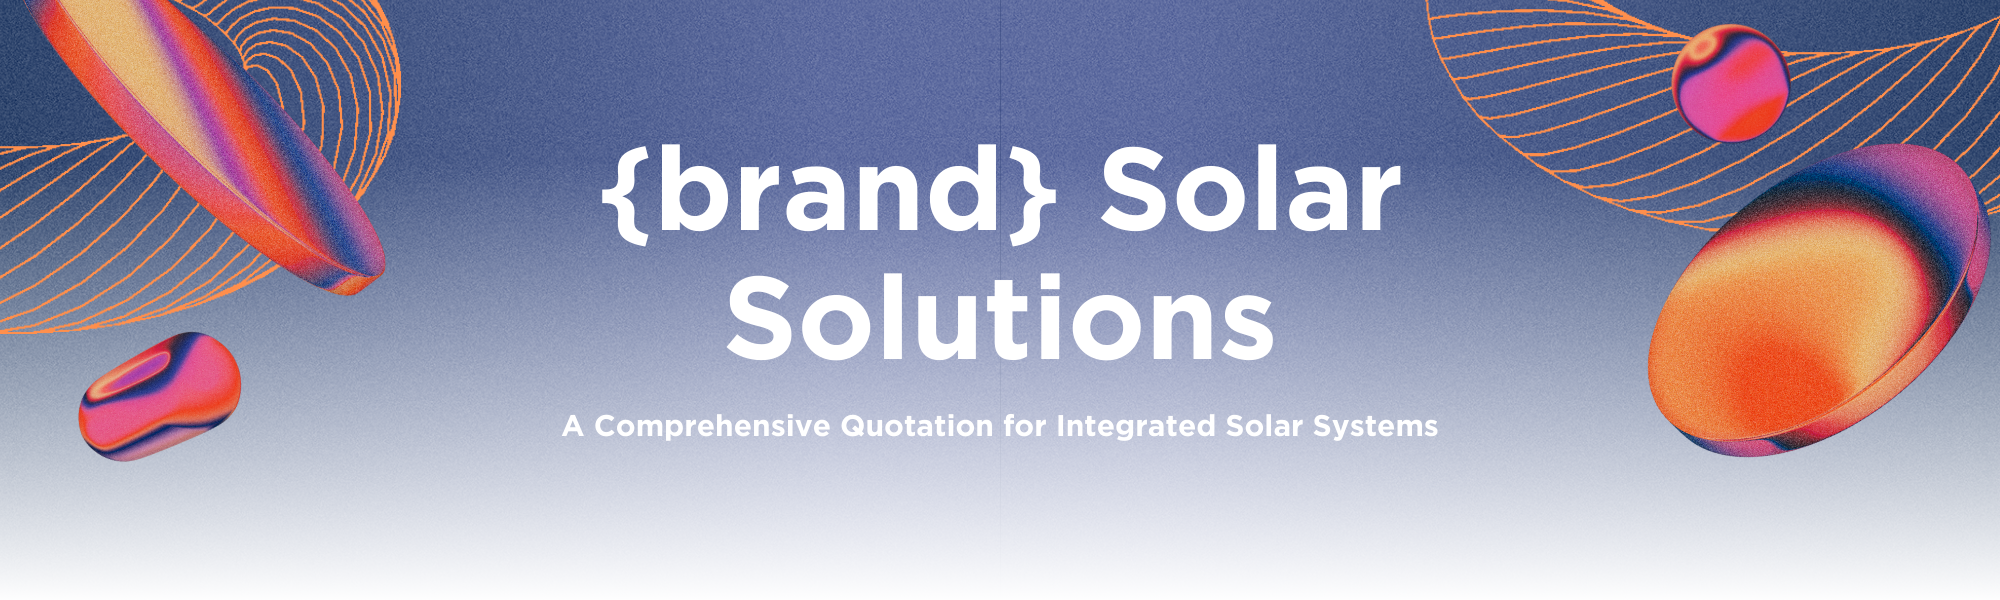 {brand} Solar
Solutions
A Comprehensive Quotation for Integrated Solar Systems